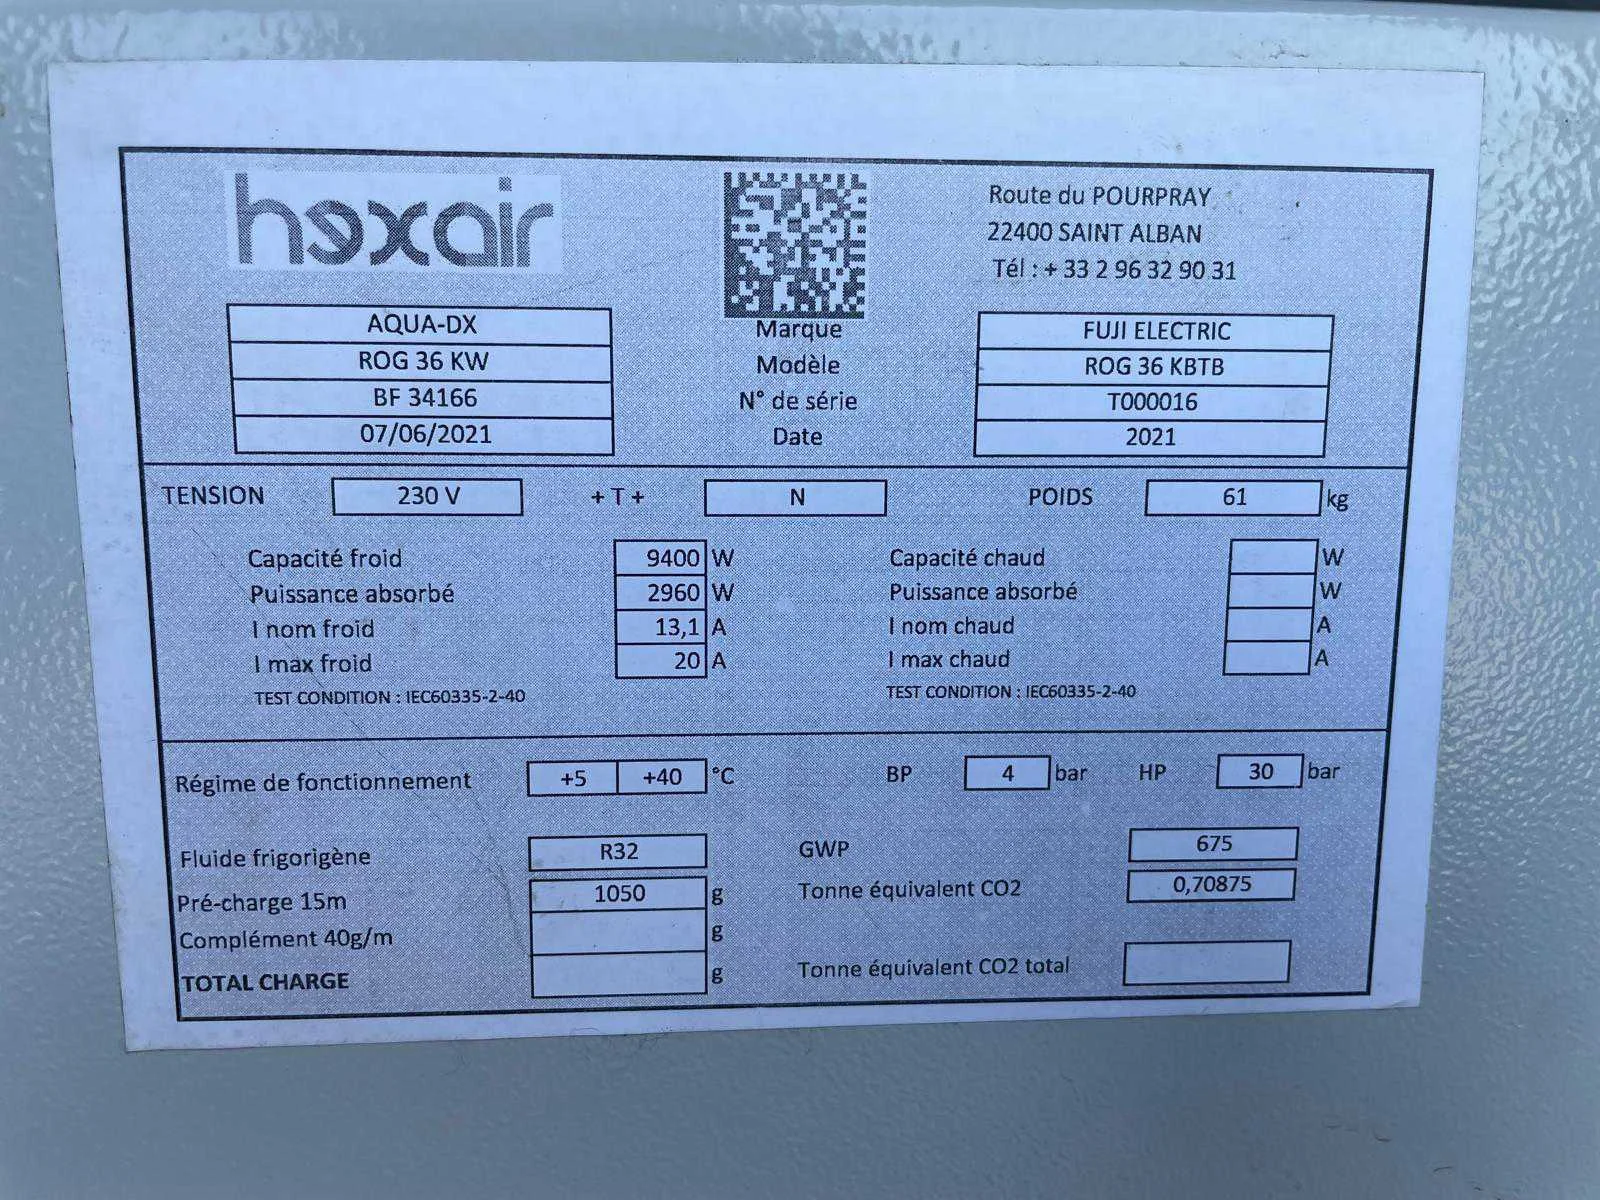 hexair
Route du POURPRAY
22400 SAINT ALBAN
Tél : + 33 2 96 32 90 31
AQUA-DX Marque FUJI ELECTRIC
ROG 36 KW Modèle ROG 36 KBTB
BF 34166 N° de série T000016
07/06/2021 Date 2021
TENSION 230 V + T + N POIDS 61 kg
Capacité froid 9400 W Capacité chaud W
Puissance absorbé 2960 W Puissance absorbé W
I nom froid 13,1 A I nom chaud A
I max froid 20 A I max chaud A
TEST CONDITION : IEC60335-2-40 TEST CONDITION : IEC60335-2-40
Régime de fonctionnement +5 +40 °C BP 4 bar HP 30 bar
Fluide frigorigène R32 GWP 675
Pré-charge 15m 1050 g Tonne équivalent CO2 0,70875
Complément 40g/m g
TOTAL CHARGE g Tonne équivalent CO2 total